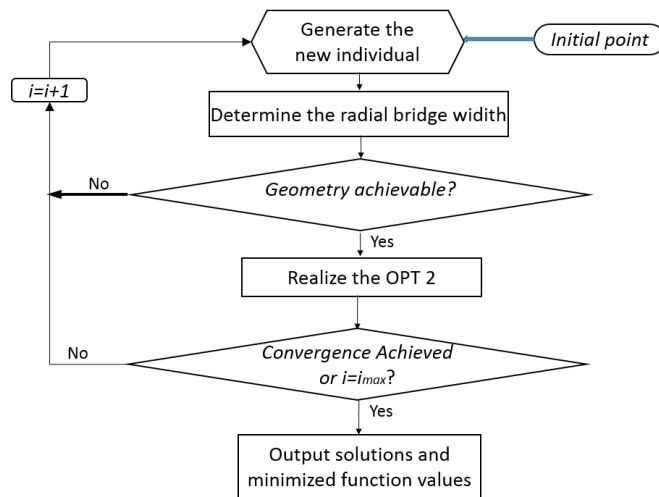 Generate the
new individual
Initial point
i=i+1
Determine the radial bridge widith
No
Geometry achievable?
Yes
Realize the OPT 2
No
Convergence Achieved
or i=imax?
Yes
Output solutions and
minimized function values